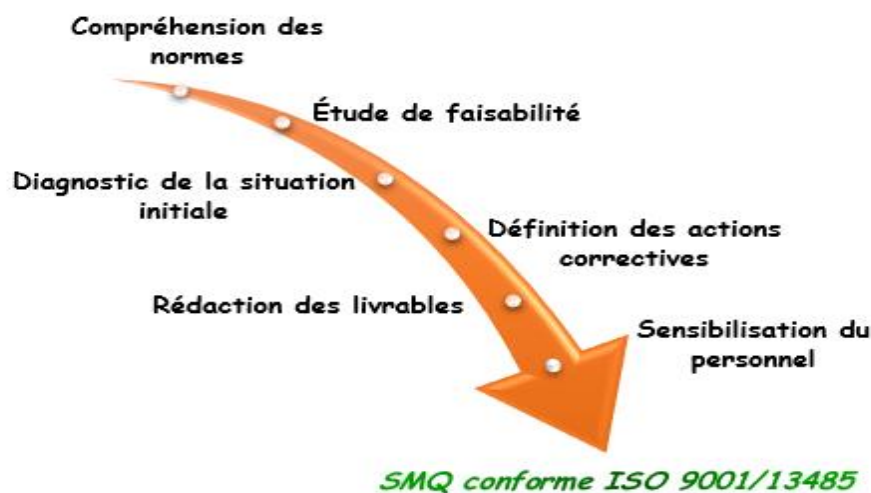 Compréhension des
normes
Étude de faisabilité
Diagnostic de la situation
initiale
Définition des actions
correctives
Rédaction des livrables
Sensibilisation du
personnel
SMQ conforme ISO 9001/13485